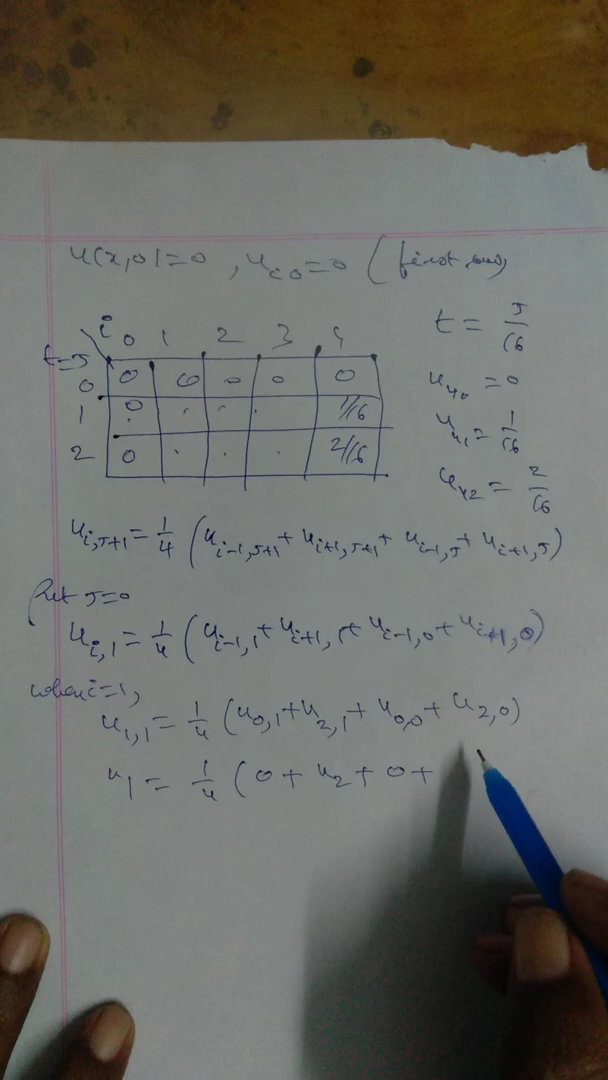 u(x,0)=0 , u_{i0}=0 (first row)
i 0 1 2 3 4
t=J
0 0 0 0 0 0
1 0 . . . 1/16
2 0 . . . 2/16
t = J/16
u_{40} = 0
u_{41} = 1/16
u_{42} = 2/16
u_{i,J+1} = 1/4 (u_{i-1,J+1} + u_{i+1,J+1} + u_{i-1,J} + u_{i+1,J})
Put J=0
u_{i,1} = 1/4 (u_{i-1,1} + u_{i+1,1} + u_{i-1,0} + u_{i+1,0})
when i=1,
u_{1,1} = 1/4 (u_{0,1} + u_{2,1} + u_{0,0} + u_{2,0})
u_1 = 1/4 (0 + u_2 + 0 +